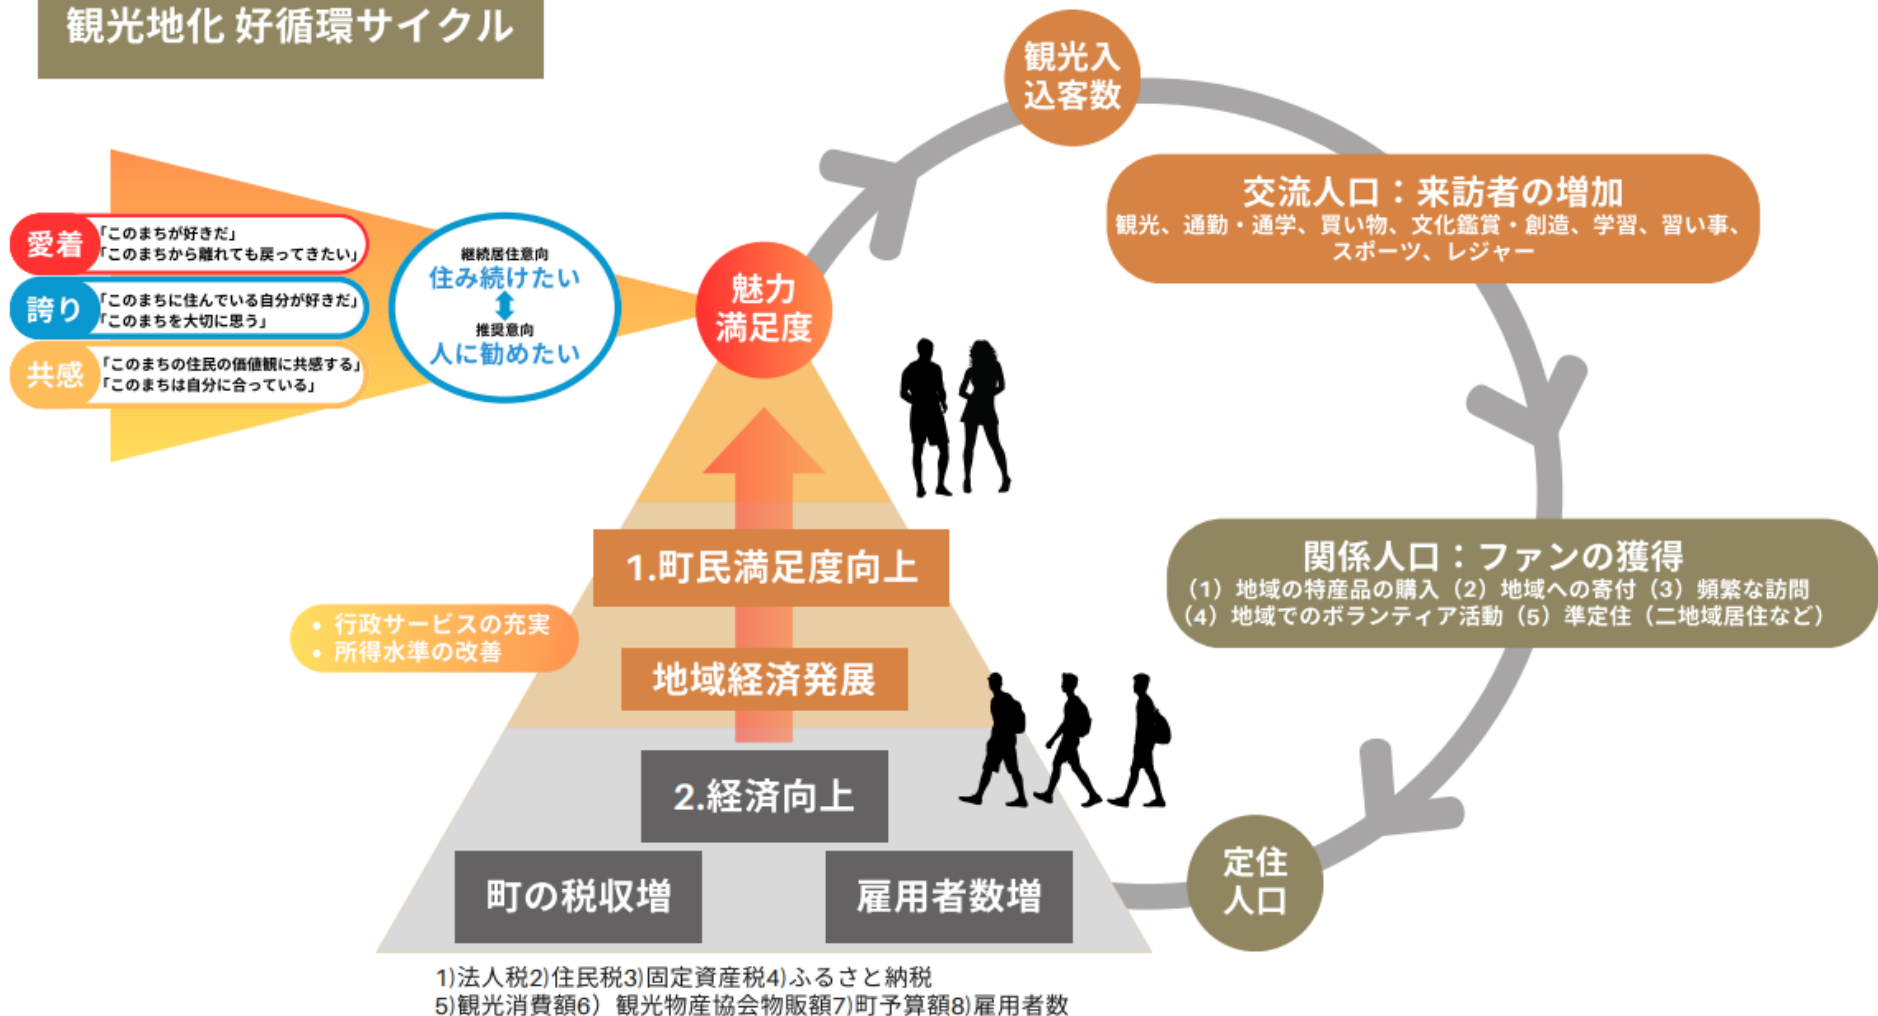 観光地化 好循環サイクル
観光入
込客数
交流人口：来訪者の増加
観光、通勤・通学、買い物、文化鑑賞・創造、学習、習い事、
スポーツ、レジャー
愛着
「このまちが好きだ」
「このまちから離れても戻ってきたい」
誇り
「このまちに住んでいる自分が好きだ」
「このまちを大切に思う」
共感
「このまちの住民の価値観に共感する」
「このまちは自分に合っている」
継続居住意向
住み続けたい
推奨意向
人に勧めたい
魅力
満足度
1.町民満足度向上
・行政サービスの充実
・所得水準の改善
地域経済発展
関係人口：ファンの獲得
（1）地域の特産品の購入（2）地域への寄付（3）頻繁な訪問
（4）地域でのボランティア活動（5）準定住（二地域居住など）
2.経済向上
町の税収増
雇用者数増
定住
人口
1)法人税2)住民税3)固定資産税4)ふるさと納税
5)観光消費額6）観光物産協会物販額7)町予算額8)雇用者数